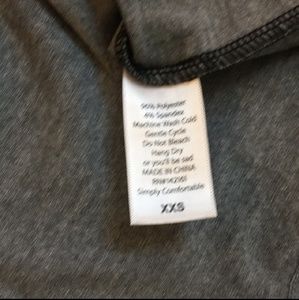 96% Polyester
4% Spandex
Machine Wash Cold
Gentle Cycle
Do Not Bleach
Hang Dry
or you'll be sad
MADE IN CHINA
Simply Comfortable
XXS